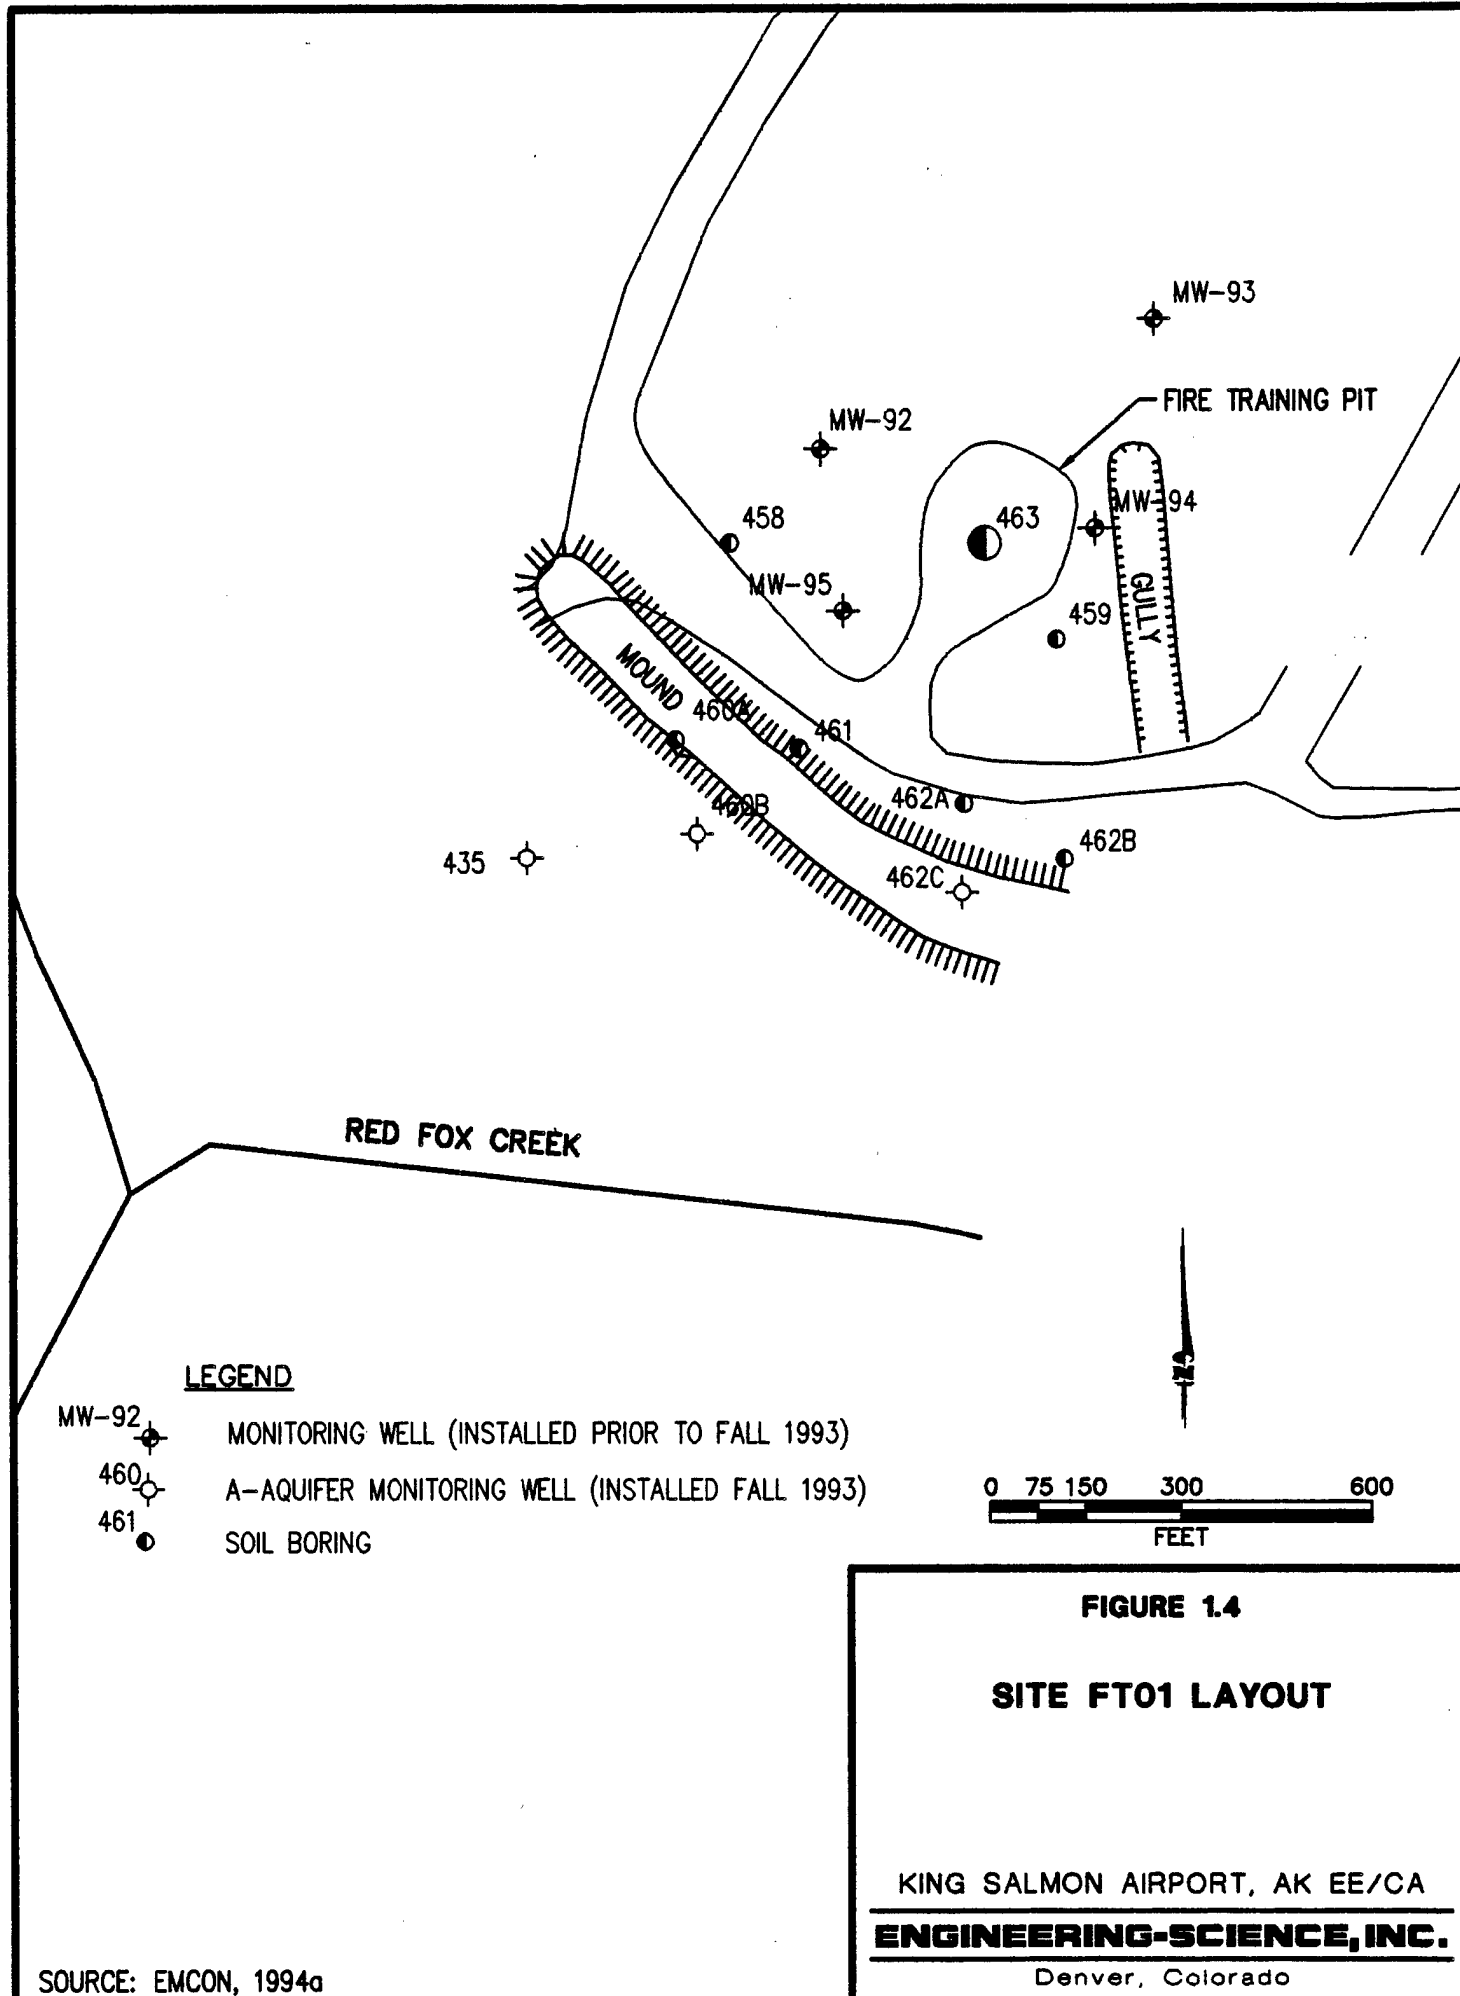 MW-93
FIRE TRAINING PIT
MW-92
MW-94
458
463
MW-95
459
GULLY
MOUND
460A
461
462A
460B
462B
435
462C
RED FOX CREEK
LEGEND
MW-92
MONITORING WELL (INSTALLED PRIOR TO FALL 1993)
460
A-AQUIFER MONITORING WELL (INSTALLED FALL 1993)
461
SOIL BORING
N
0 75 150 300 600
FEET
FIGURE 1.4
SITE FT01 LAYOUT
KING SALMON AIRPORT, AK EE/CA
ENGINEERING-SCIENCE, INC.
Denver, Colorado
SOURCE: EMCON, 1994a